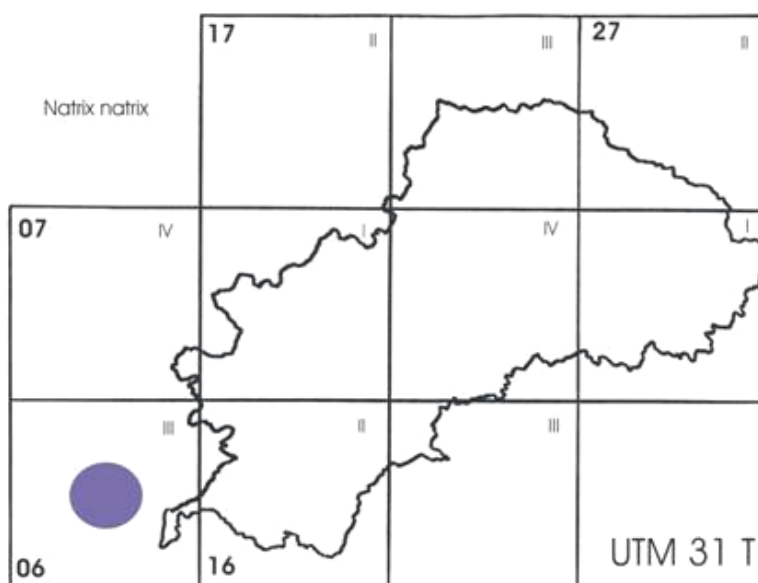 17 II III 27 II
Natrix natrix
07 IV I IV I
III II III
06 16 UTM 31 T